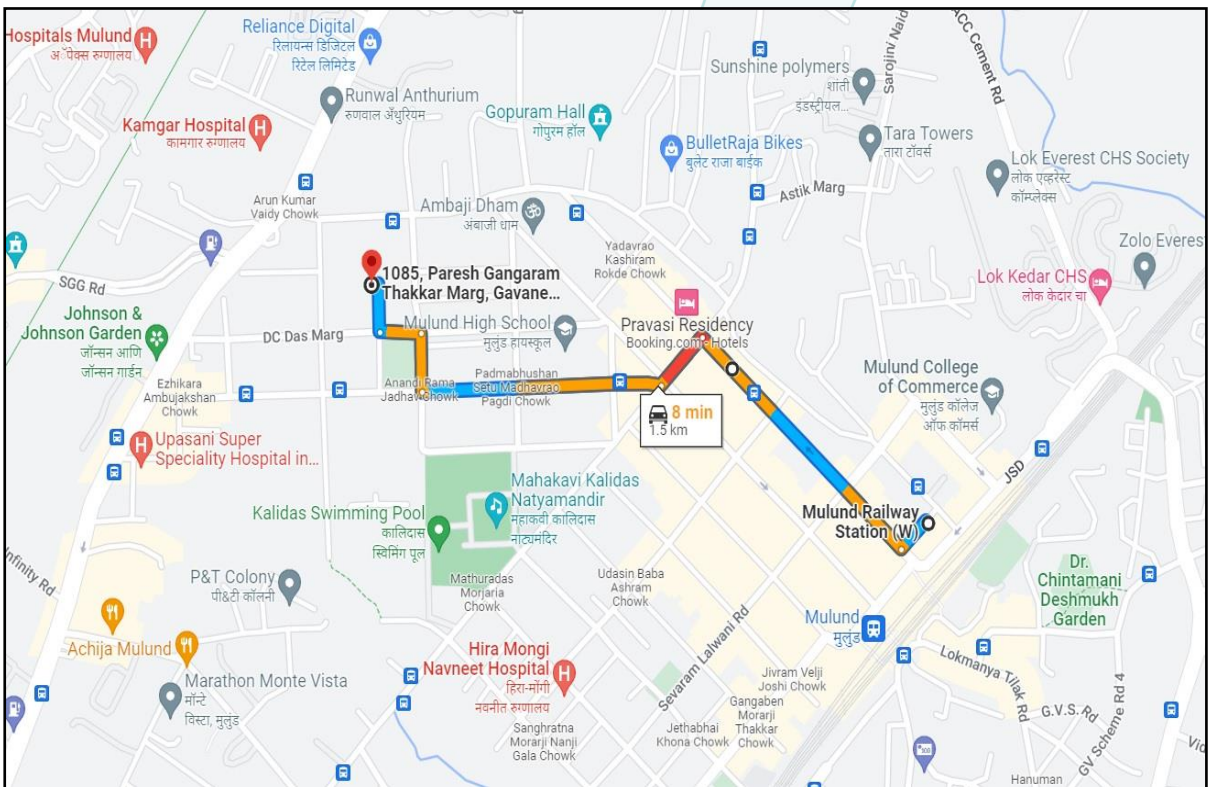 Hospitals Mulund
अॅपेक्स रुग्णालय
Reliance Digital
रिलायन्स डिजिटल
रिटेल लिमिटेड
Runwal Anthurium
रुणवाल अँथुरियम
Kamgar Hospital
कामगार रुग्णालय
Gopuram Hall
गोपुरम हॉल
Sunshine polymers
शांती
इंडस्ट्रीयल...
Sarojini Naid
ACC Cement Rd
BulletRaja Bikes
बुलेट राजा बाईक
Tara Towers
तारा टॉवर्स
Lok Everest CHS Society
लोक एव्हरेस्ट
कॉम्प्लेक्स
Astik Marg
Arun Kumar
Vaidy Chowk
Ambaji Dham
अंबाजी धाम
Yadavrao
Kashiram
Rokde Chowk
Zolo Everes
Lok Kedar CHS
लोक केदार चा
SGG Rd
1085, Paresh Gangaram
Thakkar Marg, Gavane...
Johnson &
Johnson Garden
जॉन्सन आणि
जॉन्सन गार्डन
DC Das Marg
Mulund High School
मुलुंड हायस्कूल
Pravasi Residency
Booking.com Hotels
Mulund College
of Commerce
मुलुंड कॉलेज
ऑफ कॉमर्स
Ezhikara
Ambujakshan
Chowk
Anandi Rama
Jadhav Chowk
Padmabhushan
Setu Madhavrao
Pagdi Chowk
8 min
1.5 km
Upasani Super
Speciality Hospital in...
JSD
Mahakavi Kalidas
Natyamandir
महाकवी कालिदास
नाट्यमंदिर
Kalidas Swimming Pool
कालिदास
स्विमिंग पूल
Mulund Railway
Station (W)
Infinity Rd
P&T Colony
पी&टी कॉलनी
Mathuradas
Morjaria
Chowk
Udasin Baba
Ashram
Chowk
Dr.
Chintamani
Deshmukh
Garden
Mulund
मुलुंड
Achija Mulund
Hira Mongi
Navneet Hospital
हिरा-मोंगी
नवनीत रुग्णालय
Sevaram Lalwani Rd
Lokmanya Tilak Rd
Marathon Monte Vista
मॉन्टे
विस्टा, मुलुंड
Jivram Velji
Joshi Chowk
Gangaben
Morarji
Thakkar
Chowk
Jethabhai
Khona Chowk
Sanghratna
Morarji Nanji
Gala Chowk
G.V.S. Rd
GV Scheme Rd 4
Vid
Hanuman